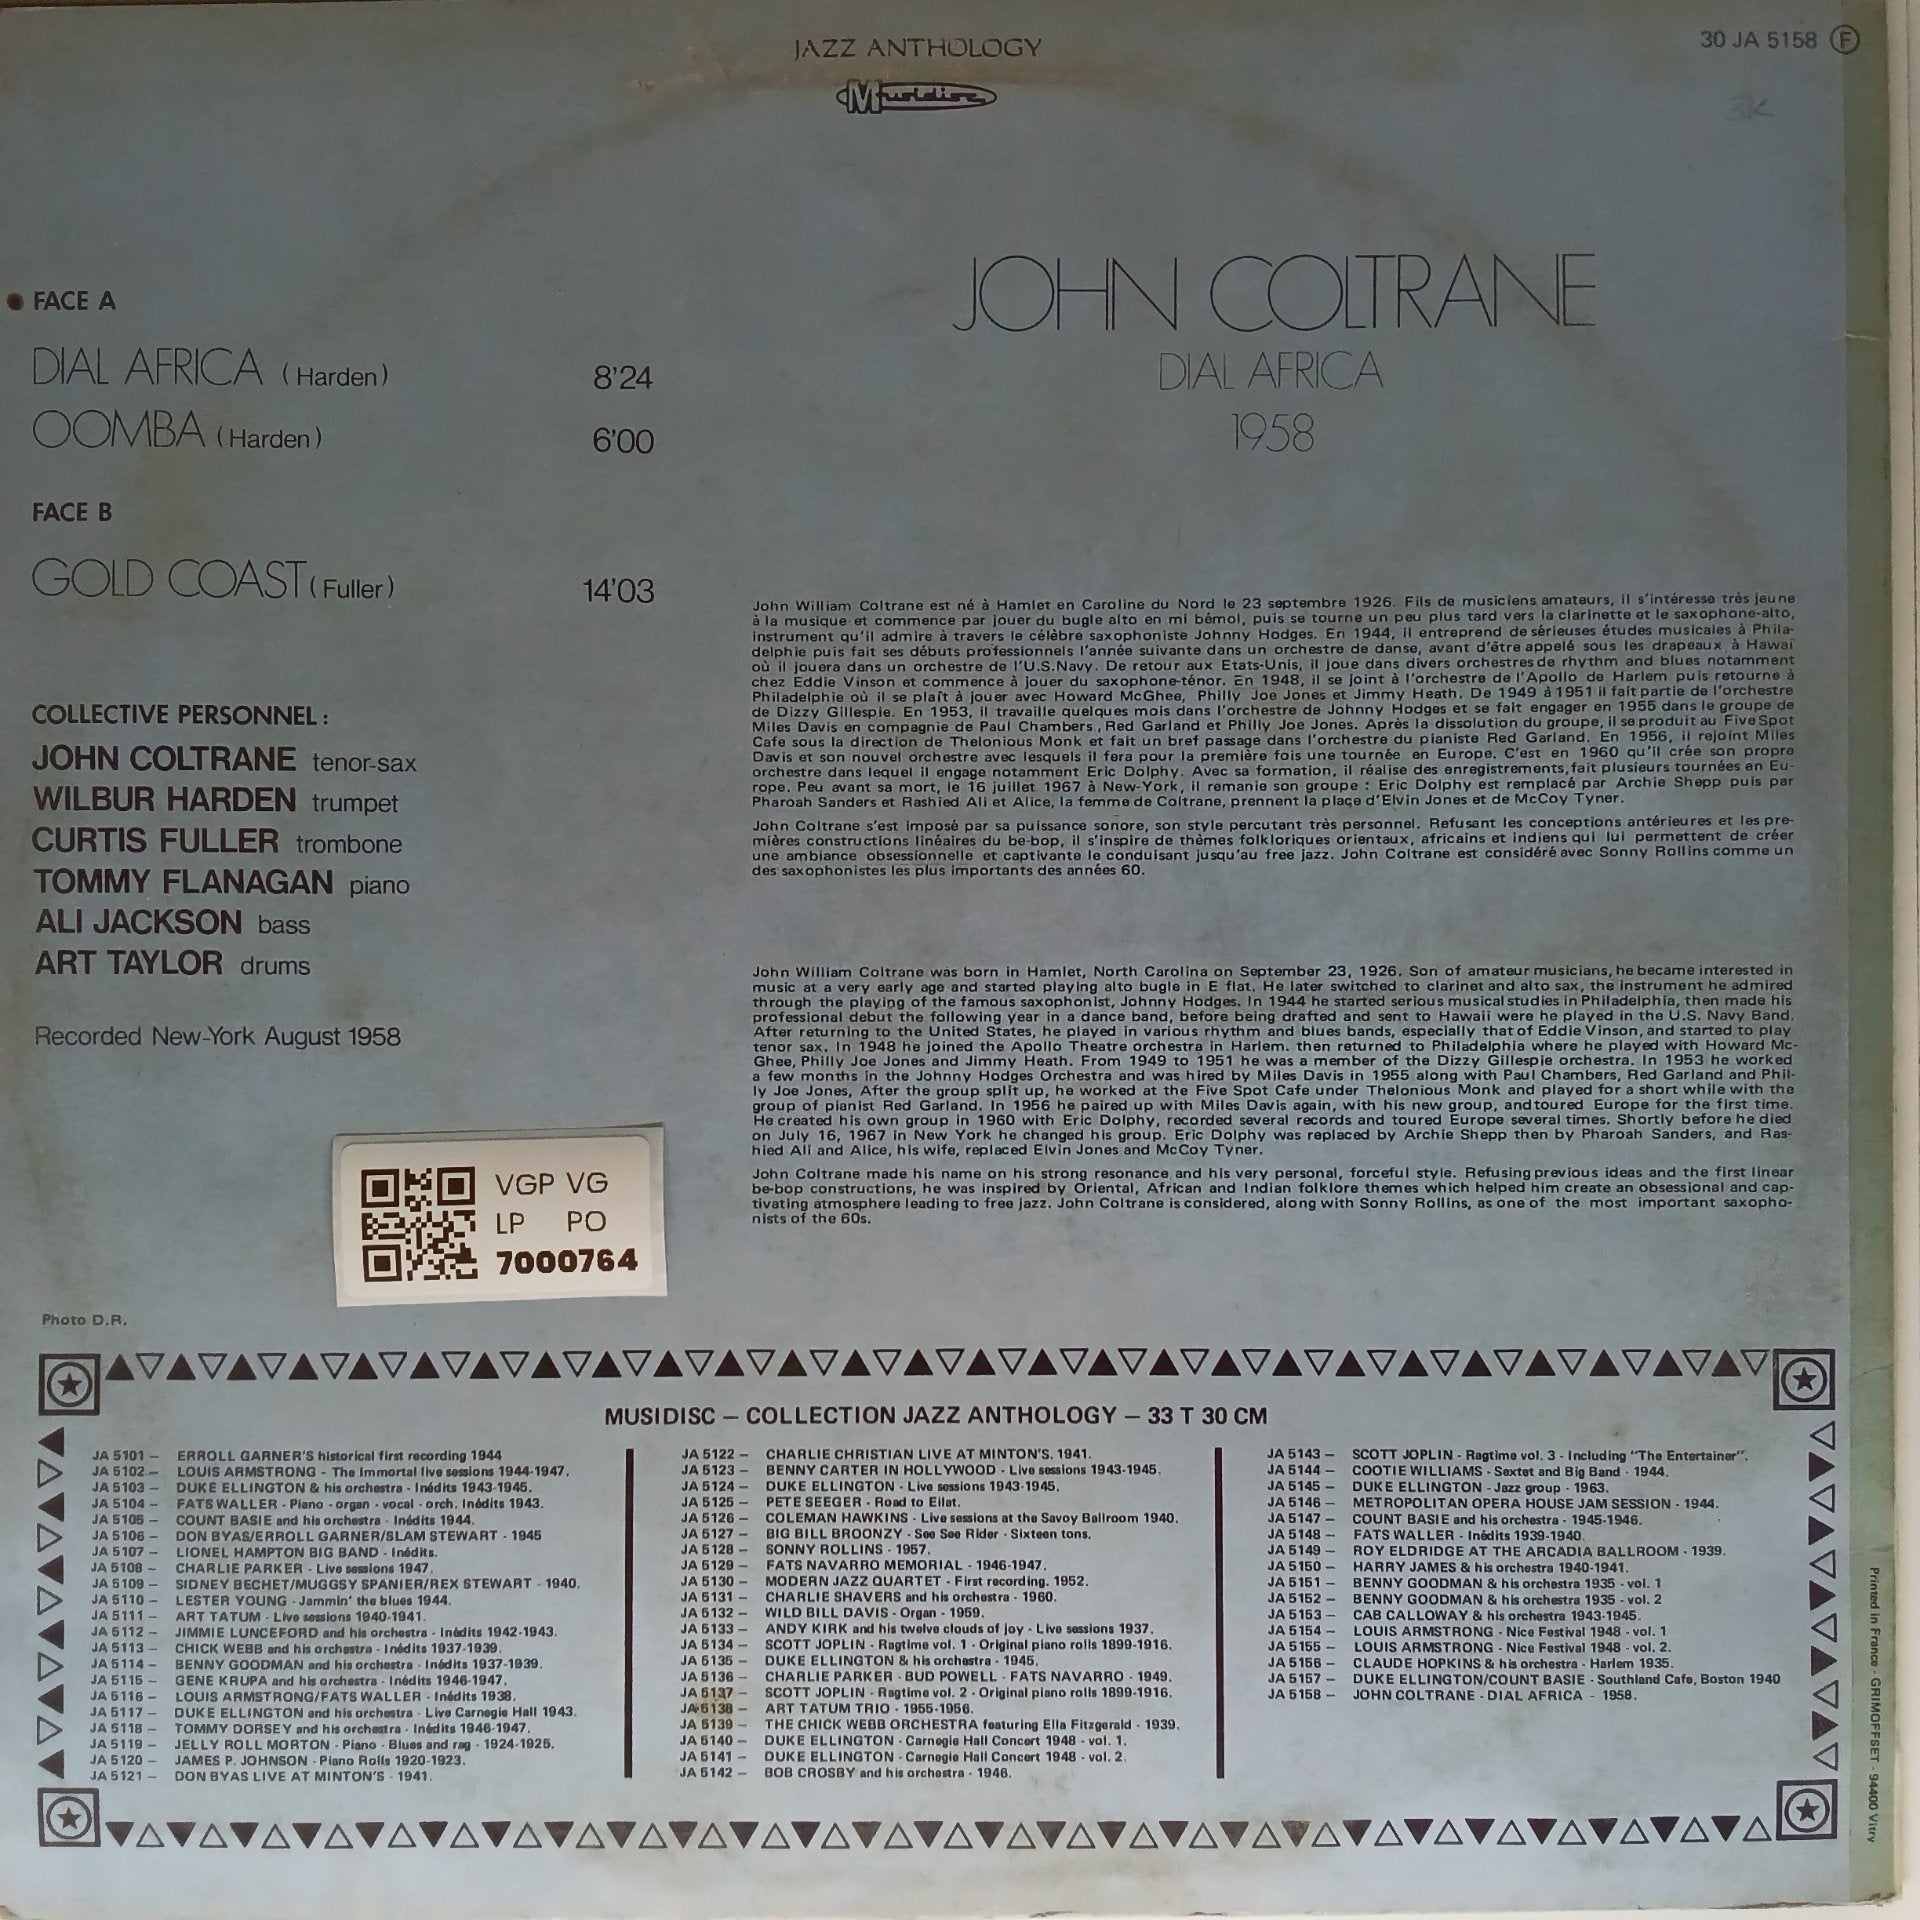 JAZZ ANTHOLOGY
30 JA 5158 F
Musidisc
3K
FACE A
DIAL AFRICA (Harden) 8'24
OOMBA (Harden) 6'00
FACE B
GOLD COAST (Fuller) 14'03
COLLECTIVE PERSONNEL :
JOHN COLTRANE tenor-sax
WILBUR HARDEN trumpet
CURTIS FULLER trombone
TOMMY FLANAGAN piano
ALI JACKSON bass
ART TAYLOR drums
Recorded New-York August 1958
JOHN COLTRANE
DIAL AFRICA
1958
John William Coltrane est né à Hamlet en Caroline du Nord le 23 septembre 1926. Fils de musiciens amateurs, il s'intéresse très jeune
à la musique et commence par jouer du bugle alto en mi bémol, puis se tourne un peu plus tard vers la clarinette et le saxophone-alto,
instrument qu'il admire à travers le célèbre saxophoniste Johnny Hodges. En 1944, il entreprend de sérieuses études musicales à Phila-
delphie puis fait ses débuts professionnels l'année suivante dans un orchestre de danse, avant d'être appelé sous les drapeaux à Hawaï
où il jouera dans un orchestre de l'U.S.Navy. De retour aux Etats-Unis, il joue dans divers orchestres de rhythm and blues notamment
chez Eddie Vinson et commence à jouer du saxophone-ténor. En 1948, il se joint à l'orchestre de l'Apollo de Harlem puis retourne à
Philadelphie où il se plaît à jouer avec Howard McGhee, Philly Joe Jones et Jimmy Heath. De 1949 à 1951 il fait partie de l'orchestre
de Dizzy Gillespie. En 1953, il travaille quelques mois dans l'orchestre de Johnny Hodges et se fait engager en 1955 dans le groupe de
Miles Davis en compagnie de Paul Chambers, Red Garland et Philly Joe Jones. Après la dissolution du groupe, il se produit au Five Spot
Cafe sous la direction de Thelonious Monk et fait un bref passage dans l'orchestre du pianiste Red Garland. En 1956, il rejoint Miles
Davis et son nouvel orchestre avec lesquels il fera pour la première fois une tournée en Europe. C'est en 1960 qu'il crée son propre
orchestre dans lequel il engage notamment Eric Dolphy. Avec sa formation, il réalise des enregistrements, fait plusieurs tournées en Eu-
rope. Peu avant sa mort, le 16 juillet 1967 à New-York, il remanie son groupe : Eric Dolphy est remplacé par Archie Shepp puis par
Pharoah Sanders et Rashied Ali et Alice, la femme de Coltrane, prennent la place d'Elvin Jones et de McCoy Tyner.
John Coltrane s'est imposé par sa puissance sonore, son style percutant très personnel. Refusant les conceptions antérieures et les pre-
mières constructions linéaires du be-bop, il s'inspire de thèmes folkloriques orientaux, africains et indiens qui lui permettent de créer
une ambiance obsessionnelle et captivante le conduisant jusqu'au free jazz. John Coltrane est considéré avec Sonny Rollins comme un
des saxophonistes les plus importants des années 60.
John William Coltrane was born in Hamlet, North Carolina on September 23, 1926. Son of amateur musicians, he became interested in
music at a very early age and started playing alto bugle in E flat. He later switched to clarinet and alto sax, the instrument he admired
through the playing of the famous saxophonist, Johnny Hodges. In 1944 he started serious musical studies in Philadelphia, then made his
professional debut the following year in a dance band, before being drafted and sent to Hawaii were he played in the U.S. Navy Band.
After returning to the United States, he played in various rhythm and blues bands, especially that of Eddie Vinson, and started to play
tenor sax. In 1948 he joined the Apollo Theatre orchestra in Harlem. then returned to Philadelphia where he played with Howard Mc-
Ghee, Philly Joe Jones and Jimmy Heath. From 1949 to 1951 he was a member of the Dizzy Gillespie orchestra. In 1953 he worked
a few months in the Johnny Hodges Orchestra and was hired by Miles Davis in 1955 along with Paul Chambers, Red Garland and Phil-
ly Joe Jones, After the group split up, he worked at the Five Spot Cafe under Thelonious Monk and played for a short while with the
group of pianist Red Garland. In 1956 he paired up with Miles Davis again, with his new group, and toured Europe for the first time.
He created his own group in 1960 with Eric Dolphy, recorded several records and toured Europe several times. Shortly before he died
on July 16, 1967 in New York he changed his group. Eric Dolphy was replaced by Archie Shepp then by Pharoah Sanders, and Ras-
hied Ali and Alice, his wife, replaced Elvin Jones and McCoy Tyner.
John Coltrane made his name on his strong resonance and his very personal, forceful style. Refusing previous ideas and the first linear
be-bop constructions, he was inspired by Oriental, African and Indian folklore themes which helped him create an obsessional and cap-
tivating atmosphere leading to free jazz. John Coltrane is considered, along with Sonny Rollins, as one of the most important saxopho-
nists of the 60s.
VGP VG
LP PO
7000764
Photo D.R.
MUSIDISC – COLLECTION JAZZ ANTHOLOGY – 33 T 30 CM
JA 5101 – ERROLL GARNER'S historical first recording 1944
JA 5102 – LOUIS ARMSTRONG - The Immortal live sessions 1944-1947.
JA 5103 – DUKE ELLINGTON & his orchestra - Inédits 1943-1945.
JA 5104 – FATS WALLER - Piano - organ - vocal - orch. Inédits 1943.
JA 5105 – COUNT BASIE and his orchestra - Inédits 1944.
JA 5106 – DON BYAS/ERROLL GARNER/SLAM STEWART - 1945
JA 5107 – LIONEL HAMPTON BIG BAND - Inédits.
JA 5108 – CHARLIE PARKER - Live sessions 1947.
JA 5109 – SIDNEY BECHET/MUGGSY SPANIER/REX STEWART - 1940.
JA 5110 – LESTER YOUNG - Jammin' the blues 1944.
JA 5111 – ART TATUM - Live sessions 1940-1941.
JA 5112 – JIMMIE LUNCEFORD and his orchestra - Inédits 1942-1943.
JA 5113 – CHICK WEBB and his orchestra - Inédits 1937-1939.
JA 5114 – BENNY GOODMAN and his orchestra - Inédits 1937-1939.
JA 5115 – GENE KRUPA and his orchestra - Inédits 1946-1947.
JA 5116 – LOUIS ARMSTRONG/FATS WALLER - Inédits 1938.
JA 5117 – DUKE ELLINGTON and his orchestra - Live Carnegie Hall 1943.
JA 5118 – TOMMY DORSEY and his orchestra - Inédits 1946-1947.
JA 5119 – JELLY ROLL MORTON - Piano - Blues and rag - 1924-1925.
JA 5120 – JAMES P. JOHNSON - Piano Rolls 1920-1923.
JA 5121 – DON BYAS LIVE AT MINTON'S - 1941.
JA 5122 – CHARLIE CHRISTIAN LIVE AT MINTON'S. 1941.
JA 5123 – BENNY CARTER IN HOLLYWOOD - Live sessions 1943-1945.
JA 5124 – DUKE ELLINGTON - Live sessions 1943-1945.
JA 5125 – PETE SEEGER - Road to Eilat.
JA 5126 – COLEMAN HAWKINS - Live sessions at the Savoy Ballroom 1940.
JA 5127 – BIG BILL BROONZY - See See Rider - Sixteen tons.
JA 5128 – SONNY ROLLINS - 1957.
JA 5129 – FATS NAVARRO MEMORIAL - 1946-1947.
JA 5130 – MODERN JAZZ QUARTET - First recording. 1952.
JA 5131 – CHARLIE SHAVERS and his orchestra - 1960.
JA 5132 – WILD BILL DAVIS - Organ - 1959.
JA 5133 – ANDY KIRK and his twelve clouds of joy - Live sessions 1937.
JA 5134 – SCOTT JOPLIN - Ragtime vol. 1 - Original piano rolls 1899-1916.
JA 5135 – DUKE ELLINGTON & his orchestra - 1945.
JA 5136 – CHARLIE PARKER - BUD POWELL - FATS NAVARRO - 1949.
JA 5137 – SCOTT JOPLIN - Ragtime vol. 2 - Original piano rolls 1899-1916.
JA 5138 – ART TATUM TRIO - 1955-1956.
JA 5139 – THE CHICK WEBB ORCHESTRA featuring Ella Fitzgerald - 1939.
JA 5140 – DUKE ELLINGTON - Carnegie Hall Concert 1948 - vol. 1.
JA 5141 – DUKE ELLINGTON - Carnegie Hall Concert 1948 - vol. 2.
JA 5142 – BOB CROSBY and his orchestra - 1946.
JA 5143 – SCOTT JOPLIN - Ragtime vol. 3 - Including "The Entertainer".
JA 5144 – COOTIE WILLIAMS - Sextet and Big Band - 1944.
JA 5145 – DUKE ELLINGTON - Jazz group - 1963.
JA 5146 – METROPOLITAN OPERA HOUSE JAM SESSION - 1944.
JA 5147 – COUNT BASIE and his orchestra - 1945-1946.
JA 5148 – FATS WALLER - Inédits 1939-1940.
JA 5149 – ROY ELDRIDGE AT THE ARCADIA BALLROOM - 1939.
JA 5150 – HARRY JAMES & his orchestra 1940-1941.
JA 5151 – BENNY GOODMAN & his orchestra 1935 - vol. 1
JA 5152 – BENNY GOODMAN & his orchestra 1935 - vol. 2
JA 5153 – CAB CALLOWAY & his orchestra 1943-1945.
JA 5154 – LOUIS ARMSTRONG - Nice Festival 1948 - vol. 1
JA 5155 – LOUIS ARMSTRONG - Nice Festival 1948 - vol. 2.
JA 5156 – CLAUDE HOPKINS & his orchestra - Harlem 1935.
JA 5157 – DUKE ELLINGTON/COUNT BASIE - Southland Cafe, Boston 1940
JA 5158 – JOHN COLTRANE - DIAL AFRICA - 1958.
Printed in France - GRIMOFFSET - 94400 Vitry